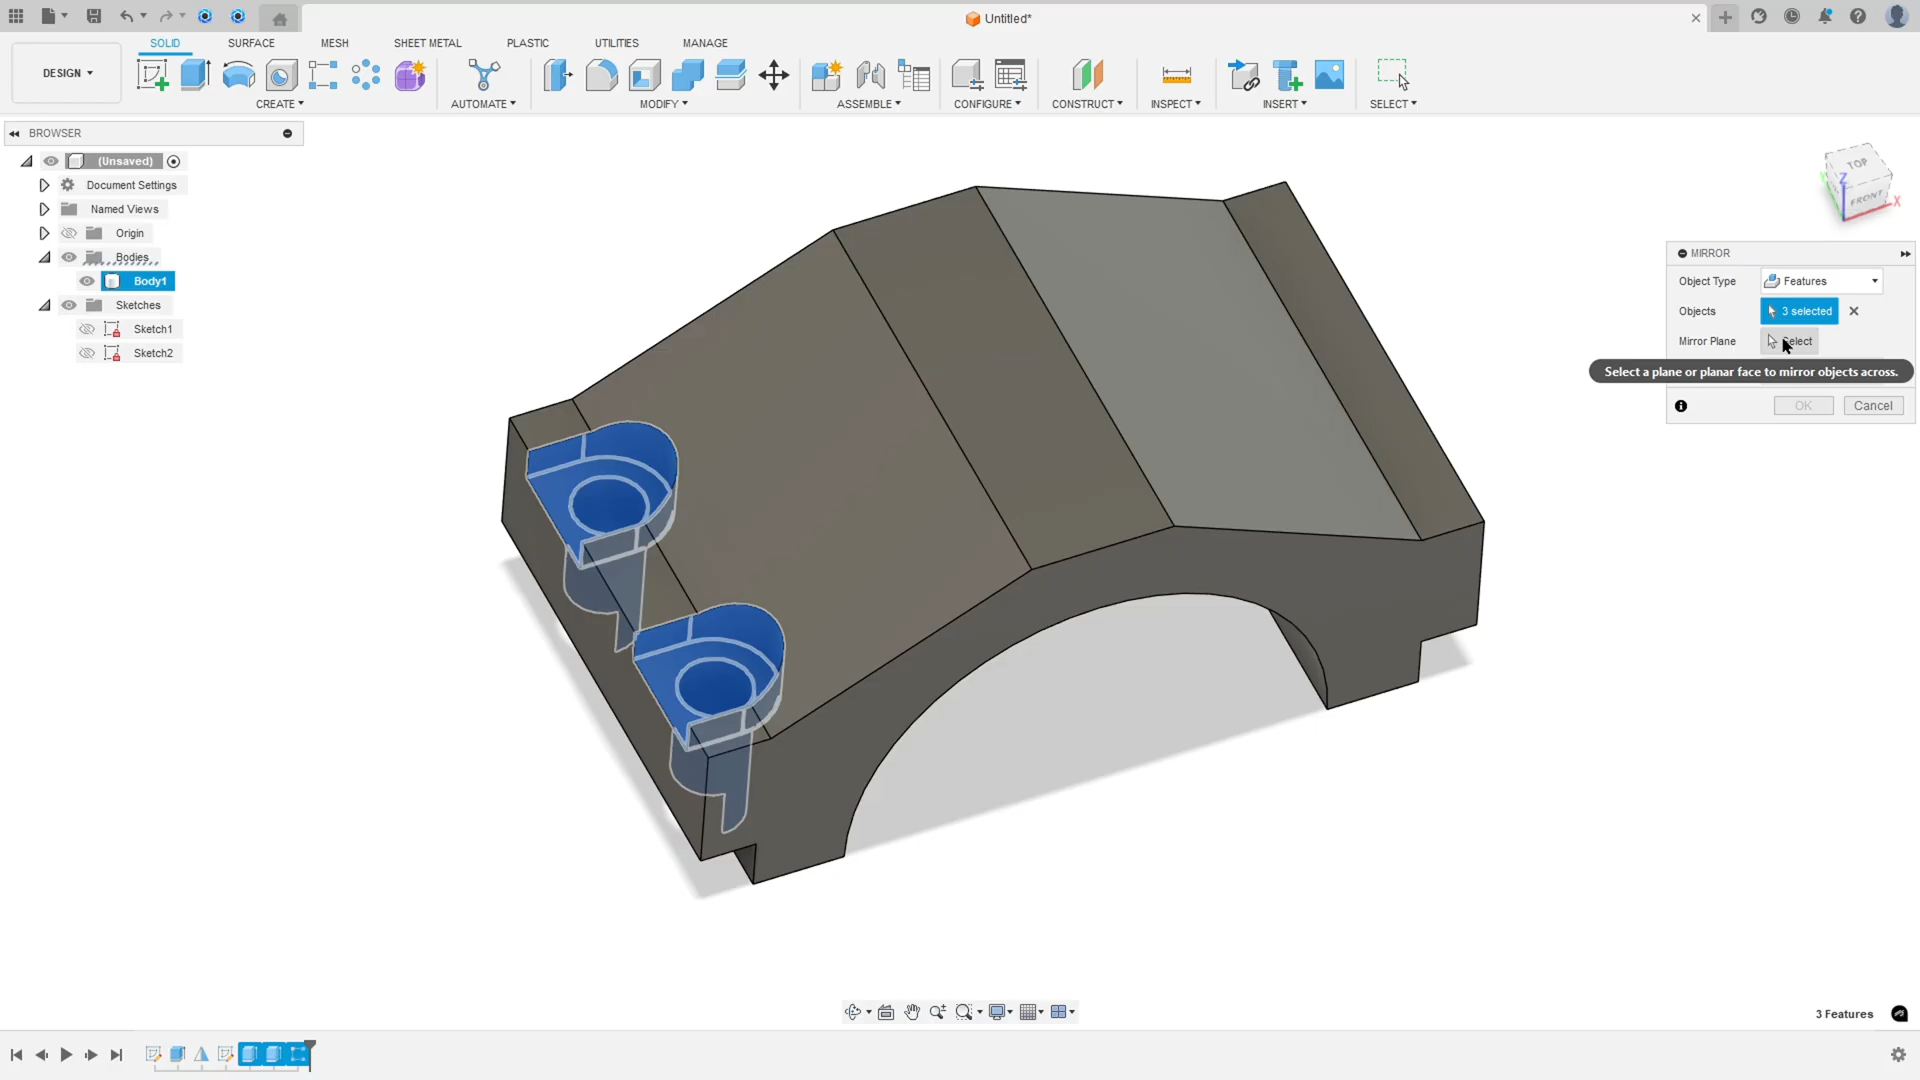 Untitled*
DESIGN
SOLID
SURFACE
MESH
SHEET METAL
PLASTIC
UTILITIES
MANAGE
CREATE
AUTOMATE
MODIFY
ASSEMBLE
CONFIGURE
CONSTRUCT
INSPECT
INSERT
SELECT
BROWSER
(Unsaved)
Document Settings
Named Views
Origin
Bodies
Body1
Sketches
Sketch1
Sketch2
TOP
FRONT
Z
X
MIRROR
Object Type
Features
Objects
3 selected
Mirror Plane
Select a plane or planar face to mirror objects across.
OK
Cancel
3 Features